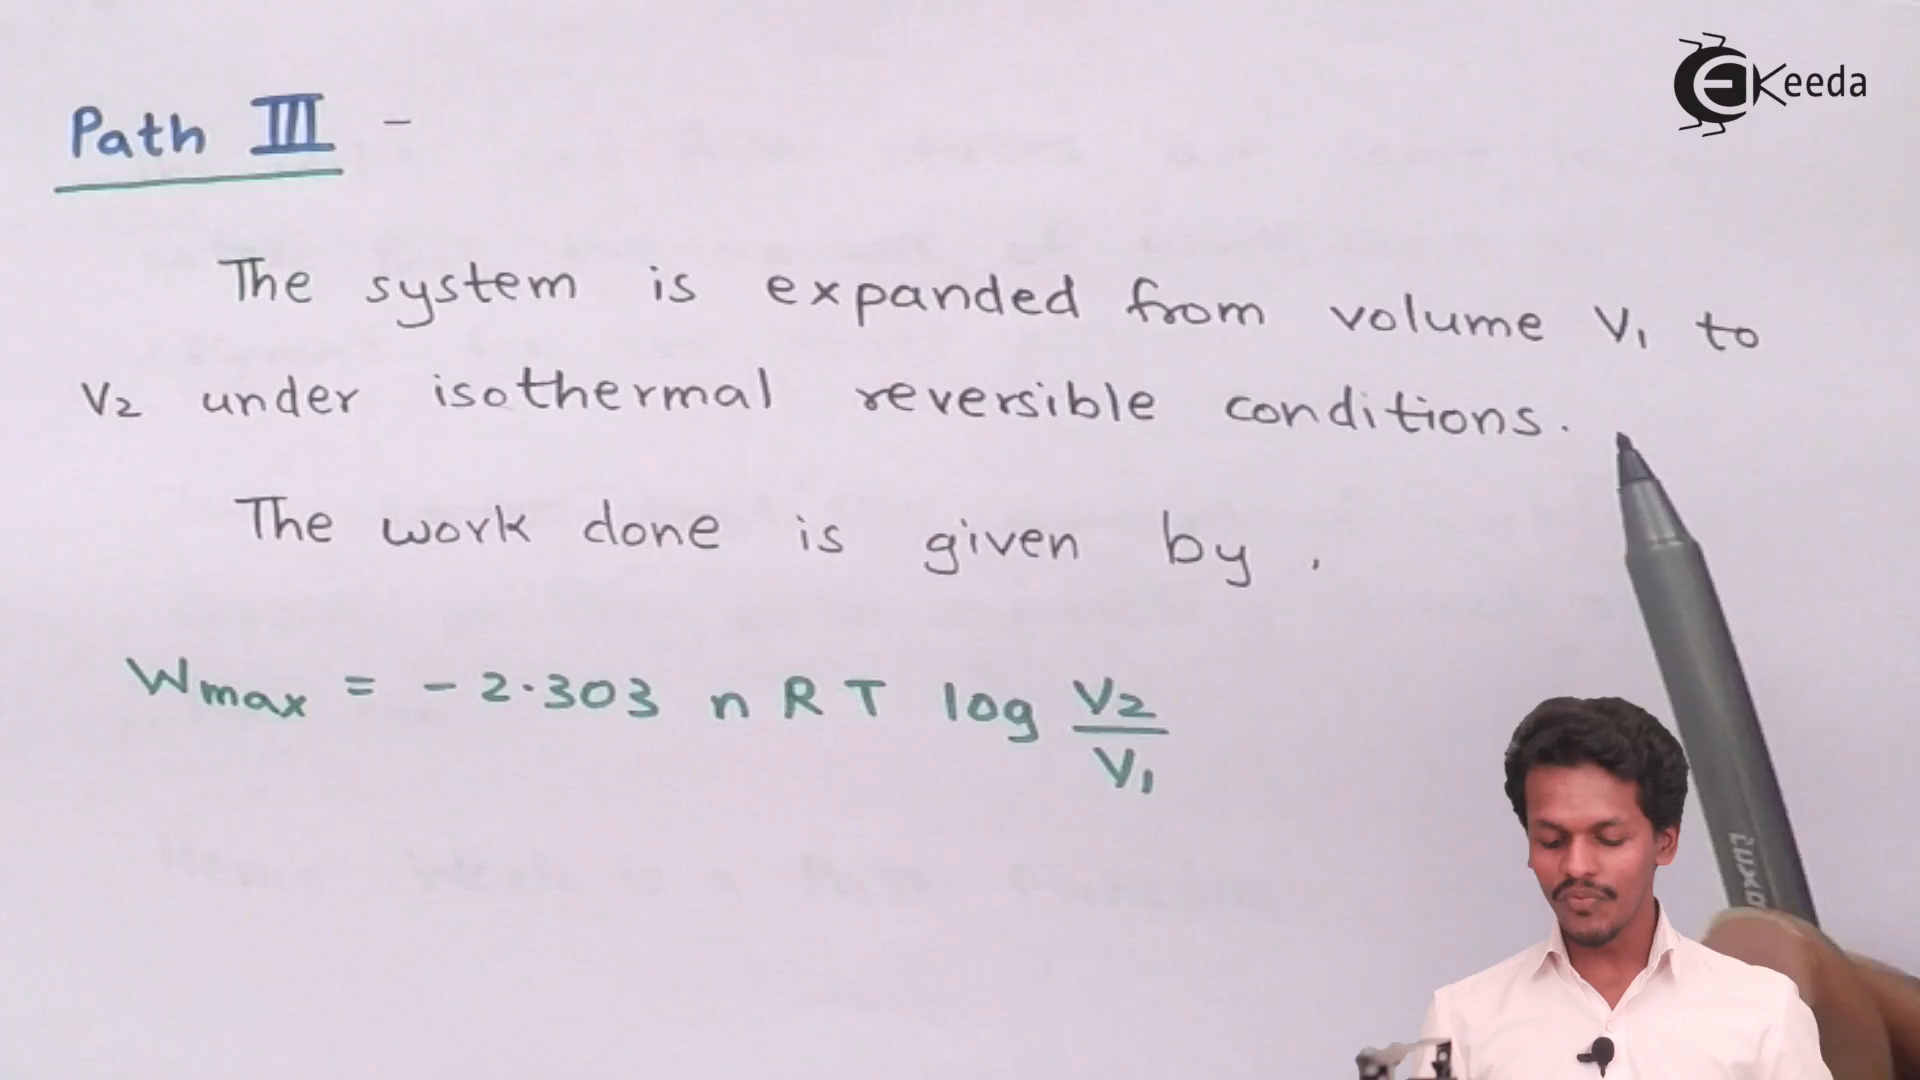 EKeeda
Path III -
The system is expanded from volume V₁ to
V₂ under isothermal reversible conditions.
The work done is given by,
Wmax = - 2.303 n R T log V₂/V₁